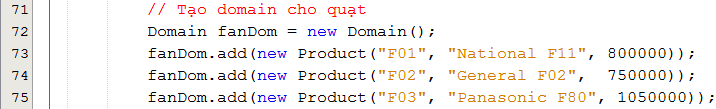 71 // Tạo domain cho quạt
72 Domain fanDom = new Domain();
73 fanDom.add(new Product("F01", "National F11", 800000));
74 fanDom.add(new Product("F02", "General F02",  750000));
75 fanDom.add(new Product("F03", "Panasonic F80", 1050000));